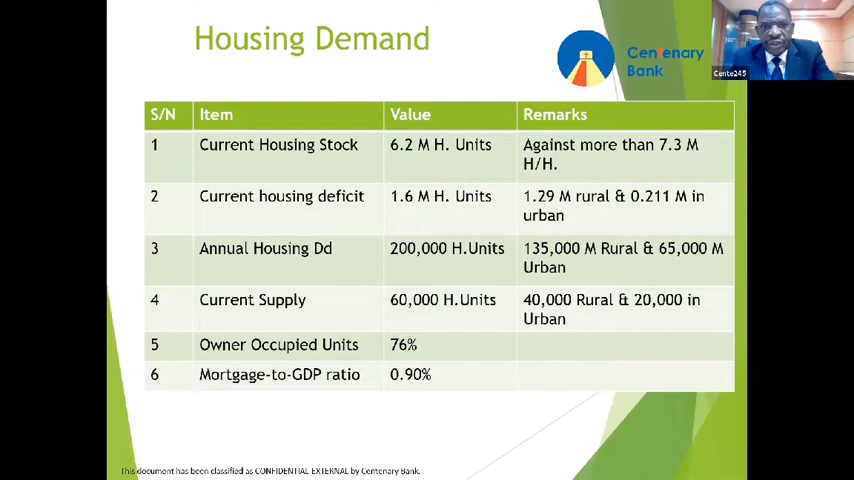 Housing Demand
Centenary
Bank
Cente245
S/N Item Value Remarks
1 Current Housing Stock 6.2 M H. Units Against more than 7.3 M
H/H.
2 Current housing deficit 1.6 M H. Units 1.29 M rural & 0.211 M in
urban
3 Annual Housing Dd 200,000 H.Units 135,000 M Rural & 65,000 M
Urban
4 Current Supply 60,000 H.Units 40,000 Rural & 20,000 in
Urban
5 Owner Occupied Units 76%
6 Mortgage-to-GDP ratio 0.90%
This document has been classified as CONFIDENTIAL EXTERNAL by Centenary Bank.